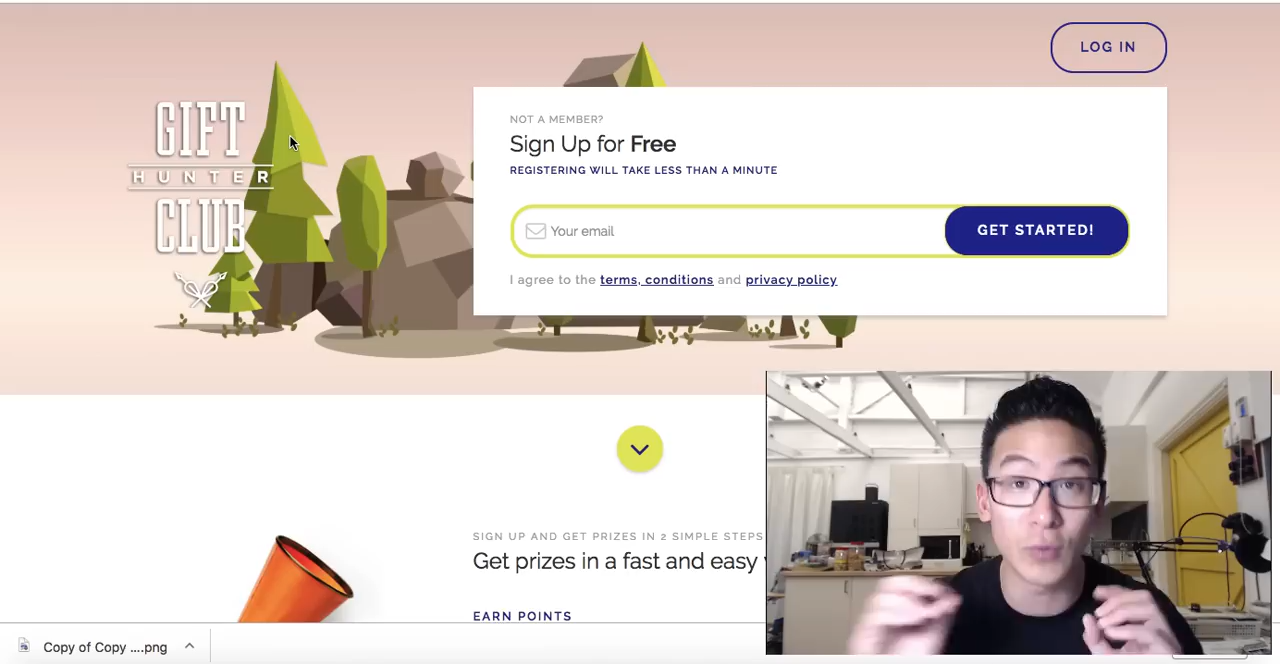 LOG IN
GIFT
HUNTER
CLUB
NOT A MEMBER?
Sign Up for Free
REGISTERING WILL TAKE LESS THAN A MINUTE
Your email
GET STARTED!
I agree to the terms, conditions and privacy policy
SIGN UP AND GET PRIZES IN 2 SIMPLE STEPS
Get prizes in a fast and easy
EARN POINTS
Copy of Copy ....png